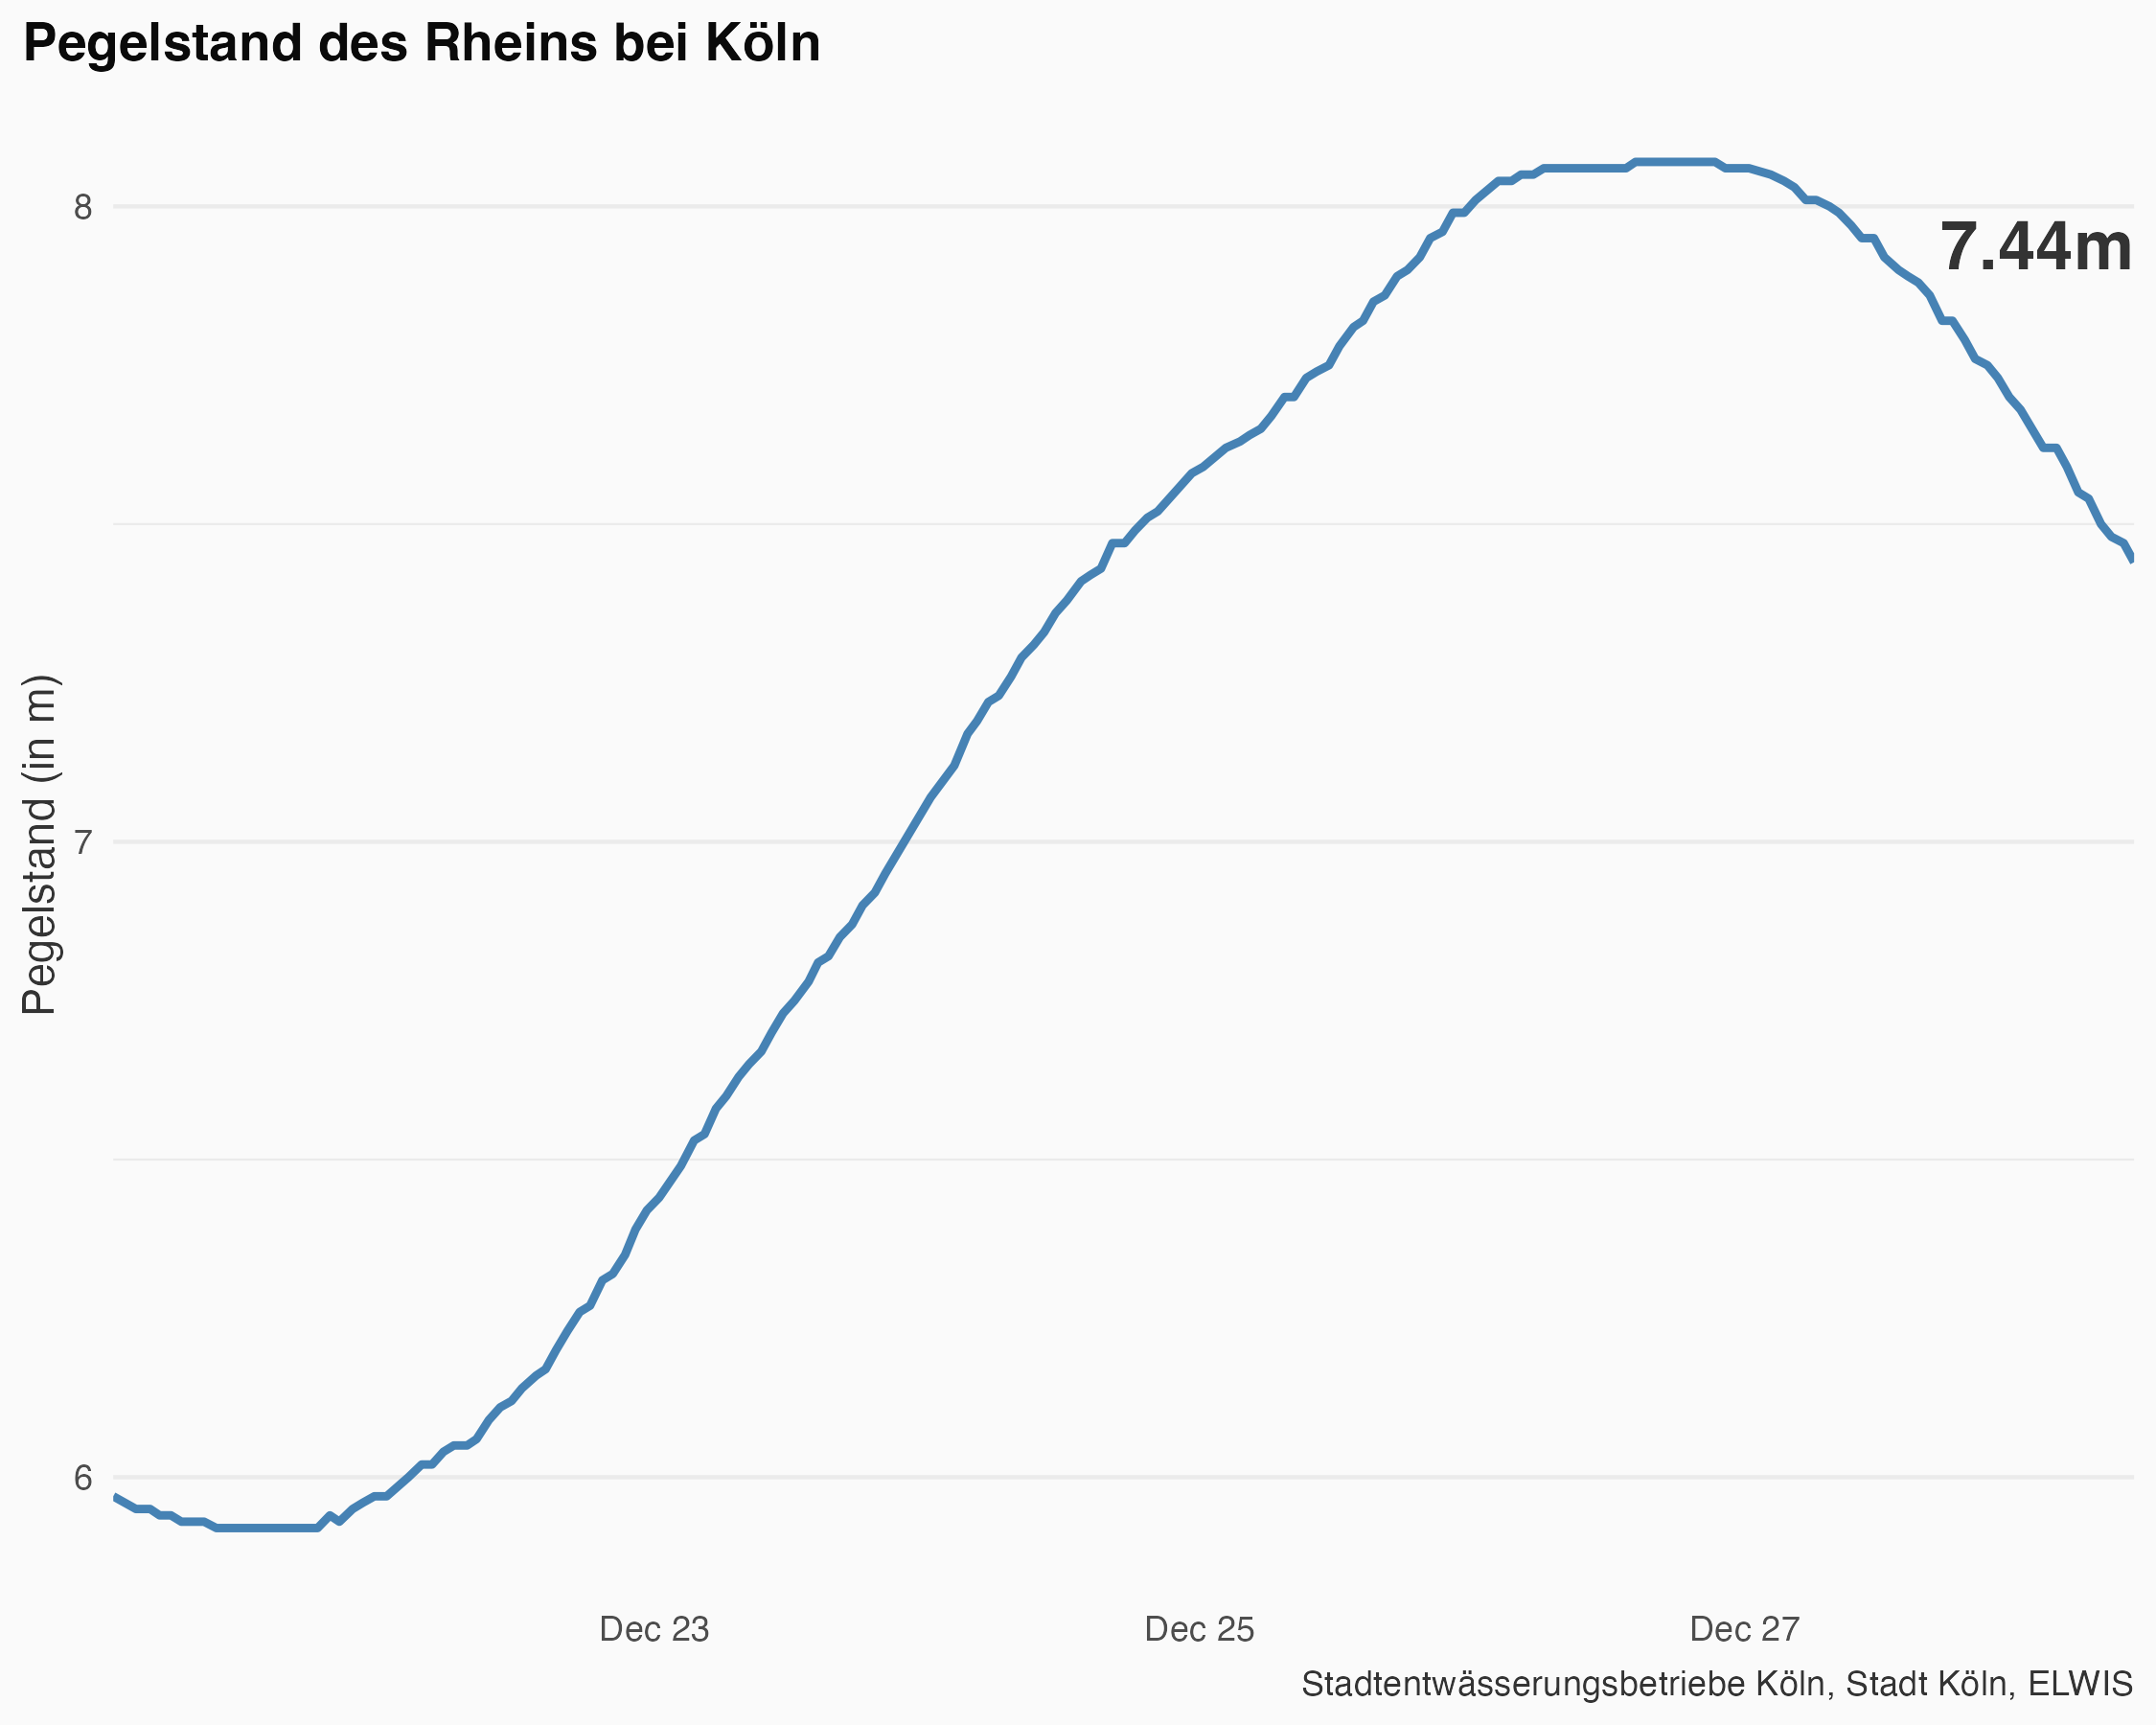 Pegelstand des Rheins bei Köln
Pegelstand (in m)
8
7
6
7.44m
Dec 23
Dec 25
Dec 27
Stadtentwässerungsbetriebe Köln, Stadt Köln, ELWIS